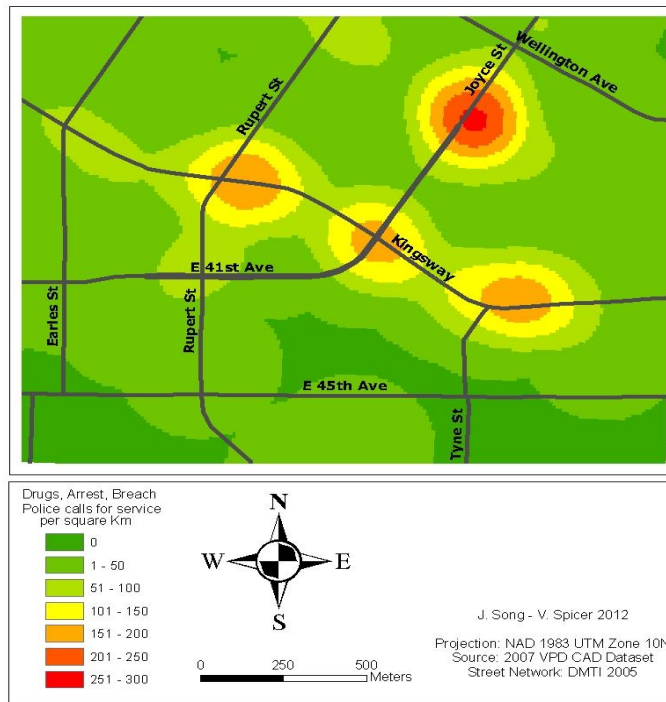 Wellington Ave
Joyce St
Rupert St
Kingsway
E 41st Ave
Earles St
Rupert St
E 45th Ave
Tyne St
Drugs, Arrest, Breach
Police calls for service
per square Km
0
1 - 50
51 - 100
101 - 150
151 - 200
201 - 250
251 - 300
N
W
E
S
0 250 500
Meters
J. Song - V. Spicer 2012
Projection: NAD 1983 UTM Zone 10N
Source: 2007 VPD CAD Dataset
Street Network: DMTI 2005